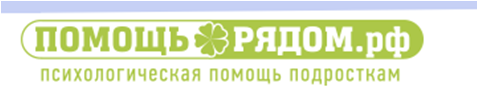 ПОМОЩЬ РЯДОМ.рф
психологическая помощь подросткам